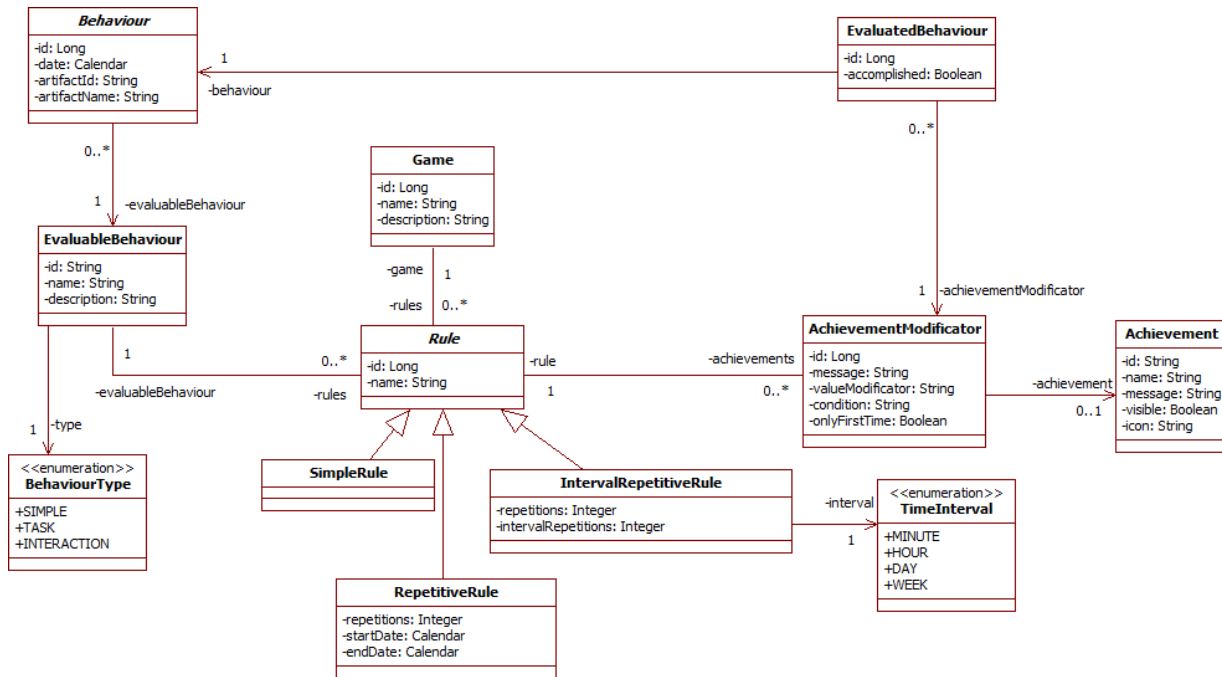 Behaviour
-id: Long
-date: Calendar
-artifactId: String
-artifactName: String
EvaluatedBehaviour
-id: Long
-accomplished: Boolean
1
-behaviour
0..*
0..*
Game
-id: Long
-name: String
-description: String
1
-evaluableBehaviour
EvaluableBehaviour
-id: String
-name: String
-description: String
-game
1
-rules
0..*
1
-achievementModificator
Rule
-id: Long
-name: String
AchievementModificator
-id: Long
-message: String
-valueModificator: String
-condition: String
-onlyFirstTime: Boolean
Achievement
-id: String
-name: String
-message: String
-visible: Boolean
-icon: String
1
-evaluableBehaviour
0..*
-rules
-rule
1
-achievements
0..*
-achievement
0..1
-type
1
<<enumeration>>
BehaviourType
+SIMPLE
+TASK
+INTERACTION
SimpleRule
IntervalRepetitiveRule
-repetitions: Integer
-intervalRepetitions: Integer
-interval
1
<<enumeration>>
TimeInterval
+MINUTE
+HOUR
+DAY
+WEEK
RepetitiveRule
-repetitions: Integer
-startDate: Calendar
-endDate: Calendar